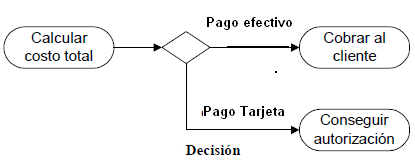 Pago efectivo
Calcular
costo total
Cobrar al
cliente
Pago Tarjeta
Conseguir
autorización
Decisión